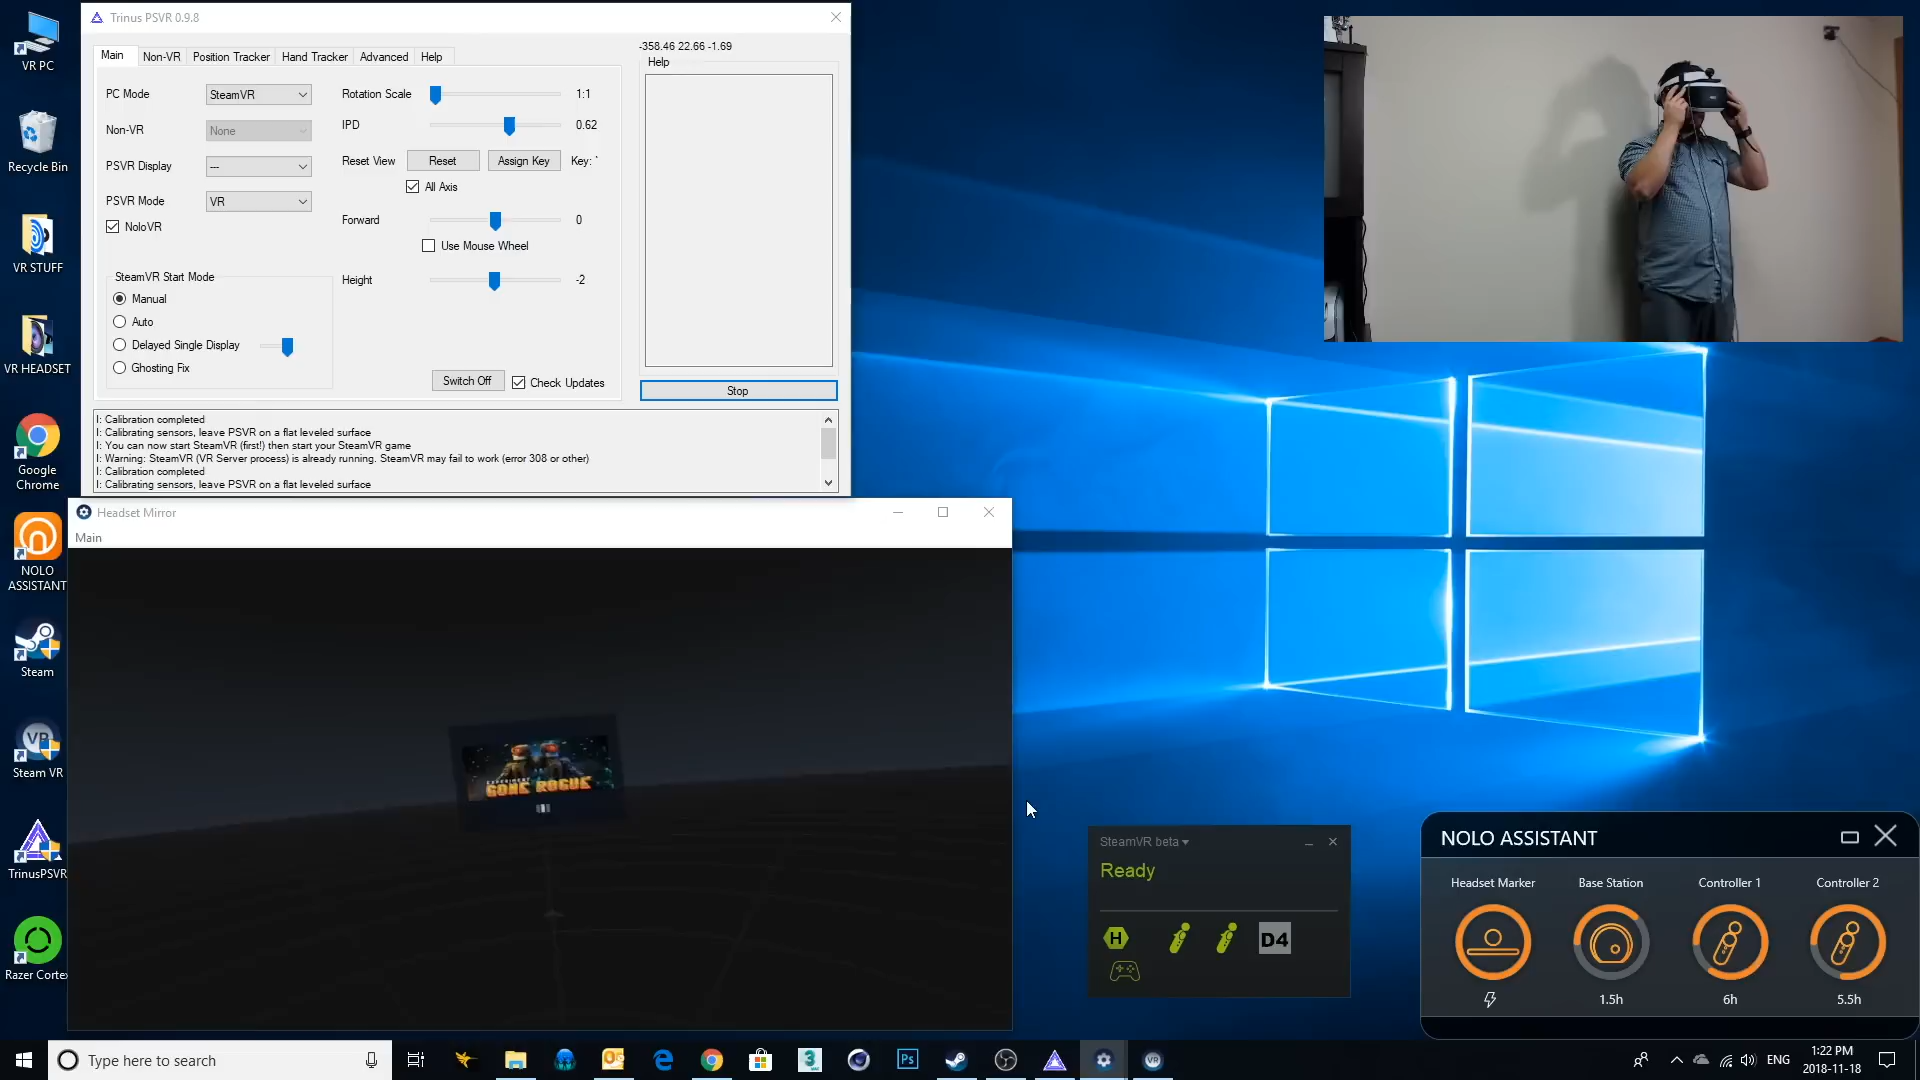 VR PC
Recycle Bin
VR STUFF
VR HEADSET
Google
Chrome
NOLO
ASSISTANT
Steam
VR
Steam VR
TrinusPSVR
Razer Cortex
Trinus PSVR 0.9.8
Main
Non-VR
Position Tracker
Hand Tracker
Advanced
Help
-358.46 22.66 -1.69
Help
PC Mode
SteamVR
Rotation Scale
1:1
Non-VR
None
IPD
0.62
PSVR Display
---
Reset View
Reset
Assign Key
Key: `
All Axis
PSVR Mode
VR
NoloVR
Forward
0
Use Mouse Wheel
Height
-2
SteamVR Start Mode
Manual
Auto
Delayed Single Display
Ghosting Fix
Switch Off
Check Updates
Stop
I: Calibration completed
I: Calibrating sensors, leave PSVR on a flat leveled surface
I: You can now start SteamVR (first!) then start your SteamVR game
I: Warning: SteamVR (VR Server process) is already running. SteamVR may fail to work (error 308 or other)
I: Calibration completed
I: Calibrating sensors, leave PSVR on a flat leveled surface
Headset Mirror
Main
EXPERIMENT
GONE ROGUE
SteamVR beta
Ready
H
D4
NOLO ASSISTANT
Headset Marker
Base Station
Controller 1
Controller 2
1.5h
6h
5.5h
Type here to search
Ps
VR
ENG
1:22 PM
2018-11-18